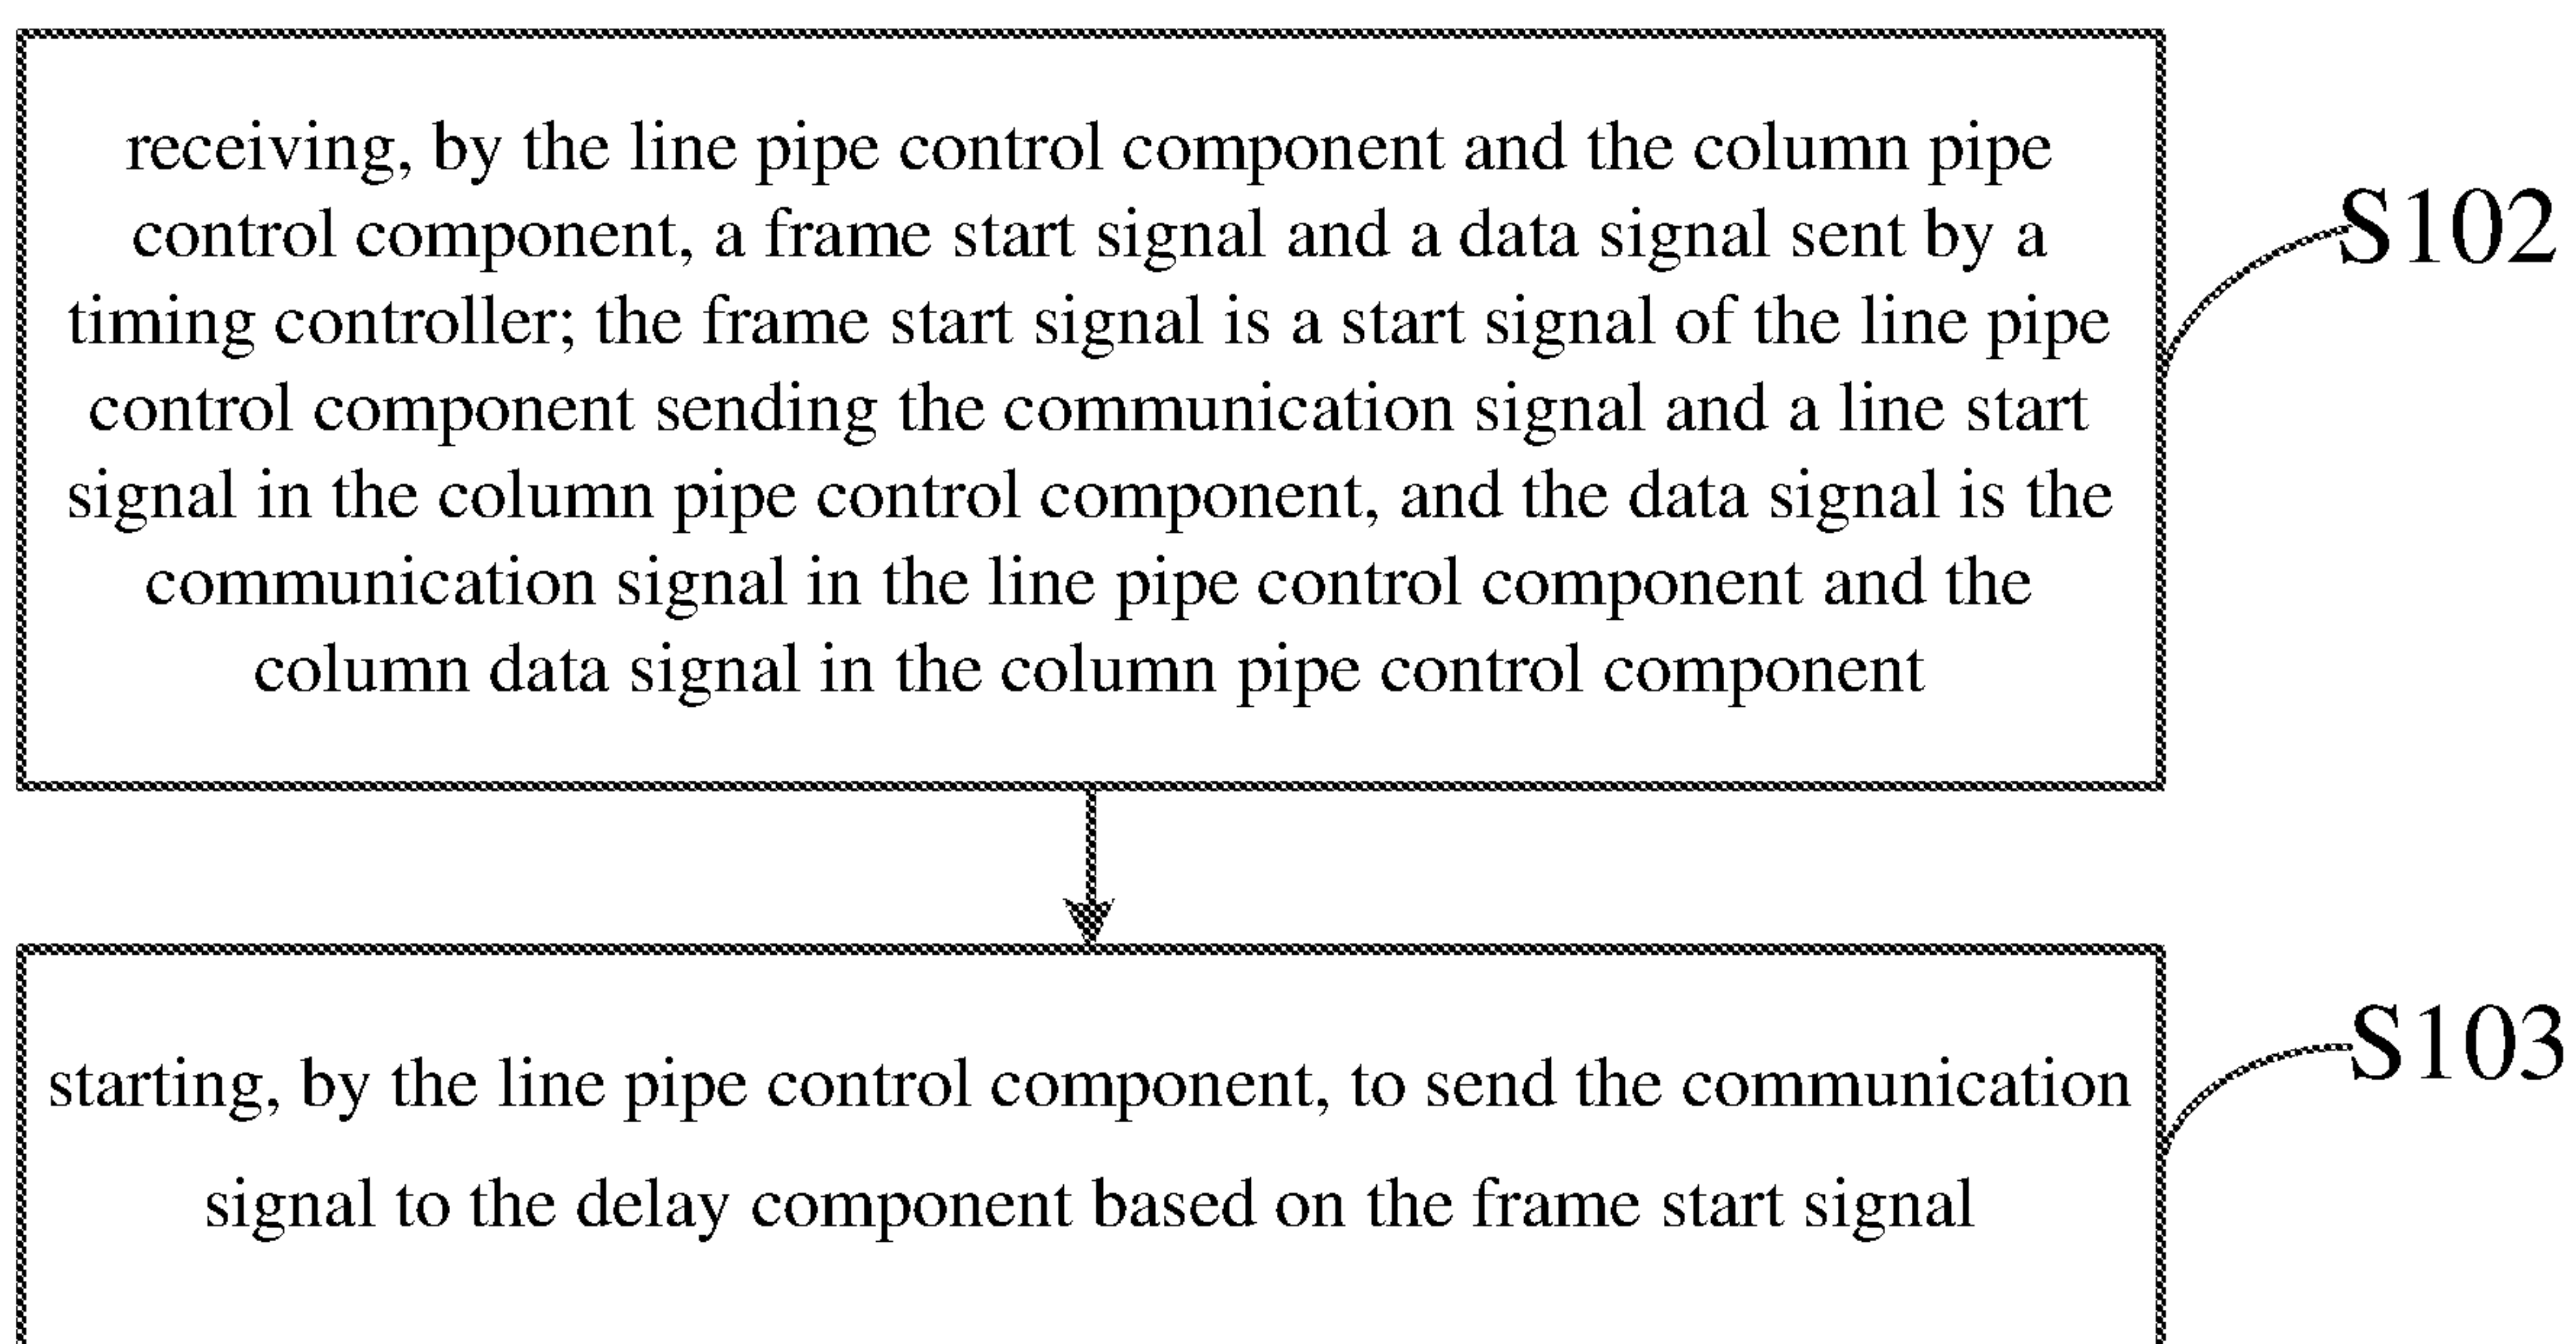 receiving, by the line pipe control component and the column pipe
control component, a frame start signal and a data signal sent by a
timing controller; the frame start signal is a start signal of the line pipe
control component sending the communication signal and a line start
signal in the column pipe control component, and the data signal is the
communication signal in the line pipe control component and the
column data signal in the column pipe control component
S102
starting, by the line pipe control component, to send the communication
signal to the delay component based on the frame start signal
S103